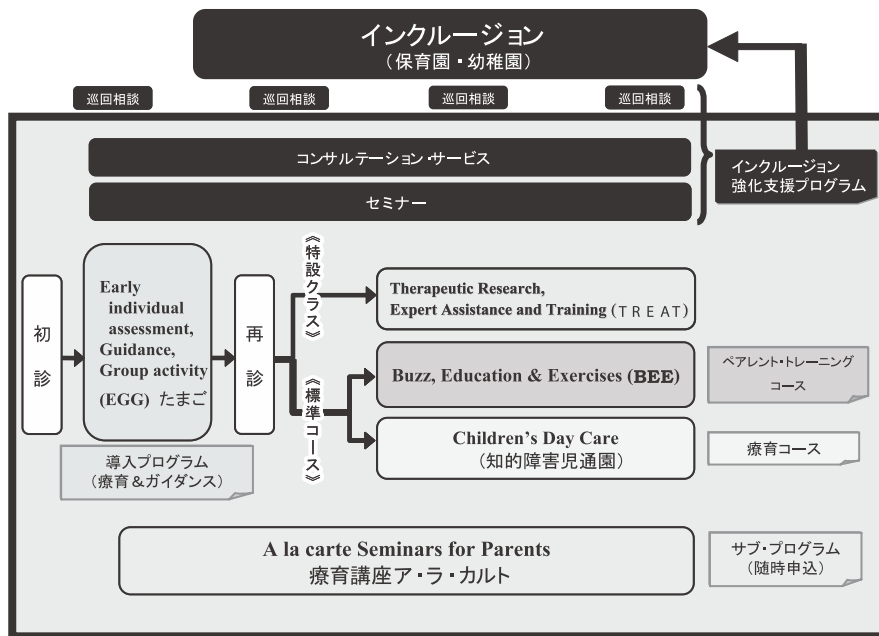 インクルージョン
（保育園・幼稚園）
巡回相談
巡回相談
巡回相談
巡回相談
コンサルテーション・サービス
セミナー
インクルージョン
強化支援プログラム
初診
Early
individual
assessment,
Guidance,
Group activity
(EGG) たまご
導入プログラム
（療育＆ガイダンス）
再診
《特設クラス》
《標準コース》
Therapeutic Research,
Expert Assistance and Training (TREAT)
Buzz, Education & Exercises (BEE)
ペアレント・トレーニング
コース
Children's Day Care
（知的障害児通園）
療育コース
A la carte Seminars for Parents
療育講座ア・ラ・カルト
サブ・プログラム
（随時申込）